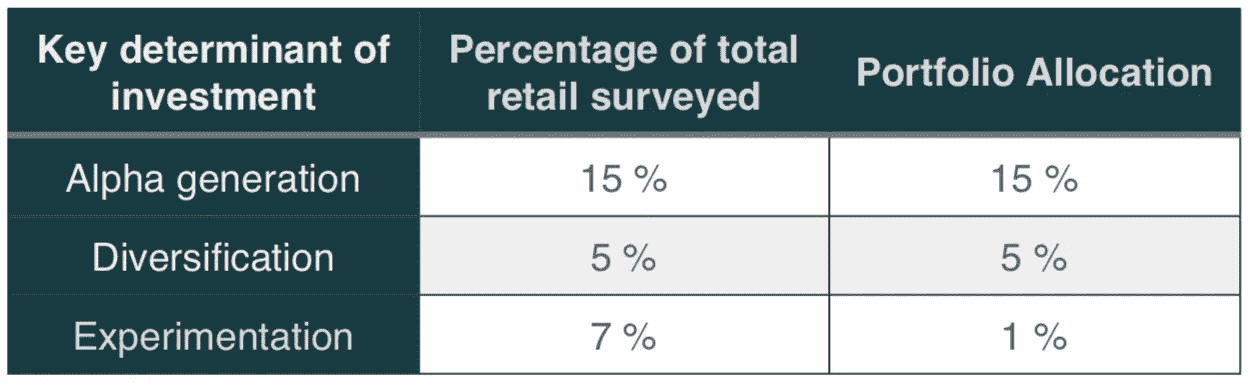 Key determinant of
investment
Percentage of total
retail surveyed
Portfolio Allocation
Alpha generation
15 %
15 %
Diversification
5 %
5 %
Experimentation
7 %
1 %